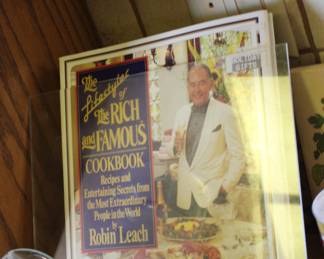 The
Lifestyles
of
The RICH
and FAMOUS
COOKBOOK
Recipes and
Entertaining Secrets from
the Most Extraordinary
People in the World
by
Robin Leach